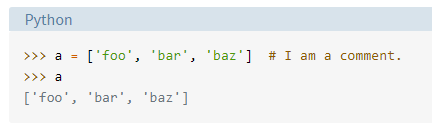 Python
>>> a = ['foo', 'bar', 'baz']  # I am a comment.
>>> a
['foo', 'bar', 'baz']